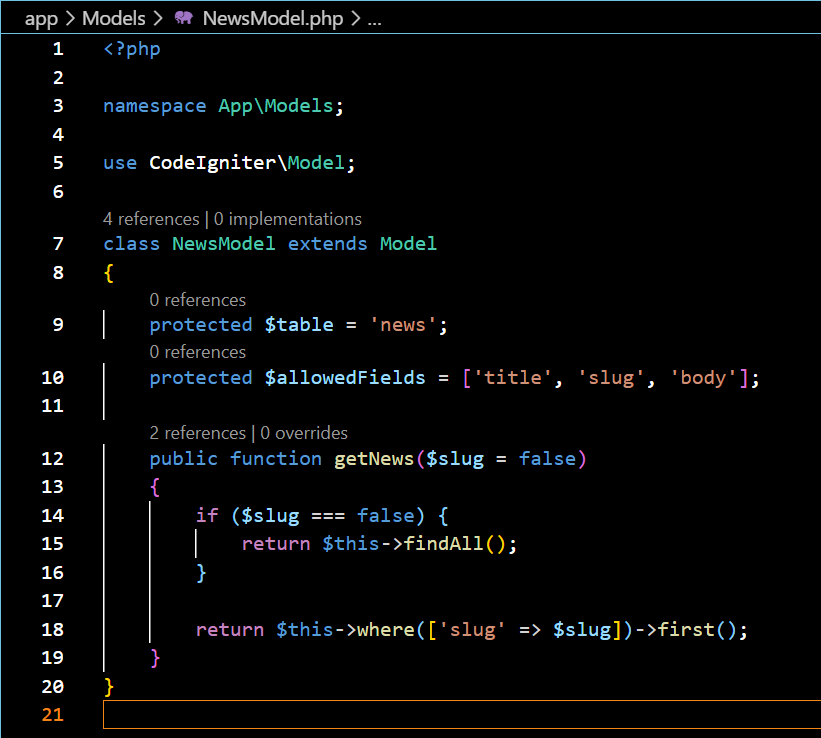 app > Models > NewsModel.php > ...
1 <?php
2
3 namespace App\Models;
4
5 use CodeIgniter\Model;
6
4 references | 0 implementations
7 class NewsModel extends Model
8 {
0 references
9 protected $table = 'news';
0 references
10 protected $allowedFields = ['title', 'slug', 'body'];
11
2 references | 0 overrides
12 public function getNews($slug = false)
13 {
14 if ($slug === false) {
15 return $this->findAll();
16 }
17
18 return $this->where(['slug' => $slug])->first();
19 }
20 }
21